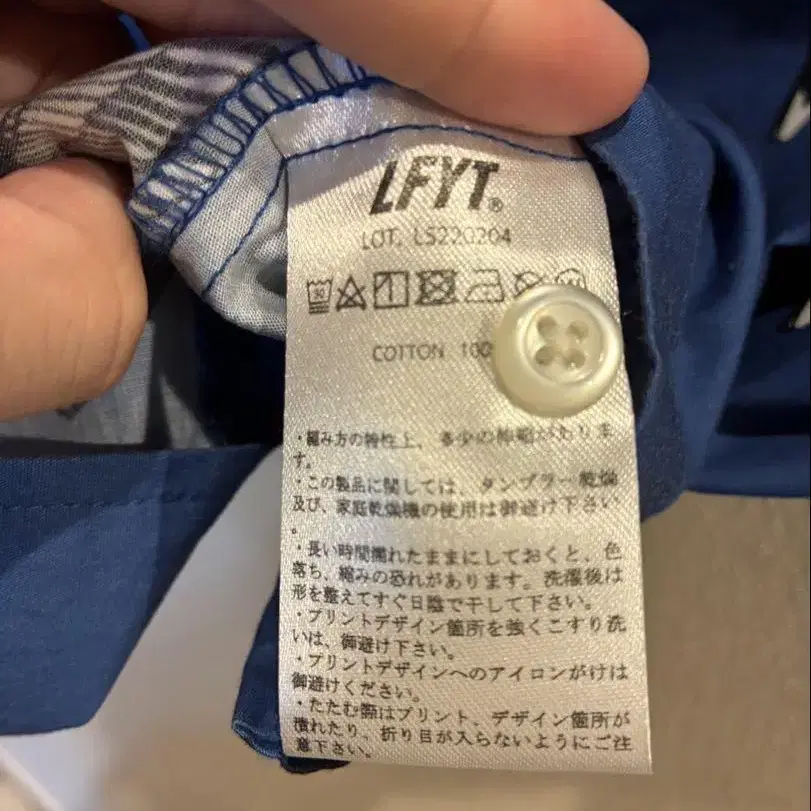 LFYT®
LOT. LS220204
30
COTTON 100
・編み方の特性上、多少の伸縮がありま
す。
・この製品に関しては、タンブラー乾燥
及び、家庭乾燥機の使用は御避け下さい
。
・長い時間濡れたままにしておくと、色
落ち、縮みの恐れがあります。洗濯後は
形を整えてすぐ日陰で干して下さい。
・プリントデザイン箇所を強くこすり洗
いは、御避け下さい。
・プリントデザインへのアイロンがけは
御避けください。
・たたむ際はプリント、デザイン箇所が
潰れたり、折り目が入らないようにご注
意下さい。